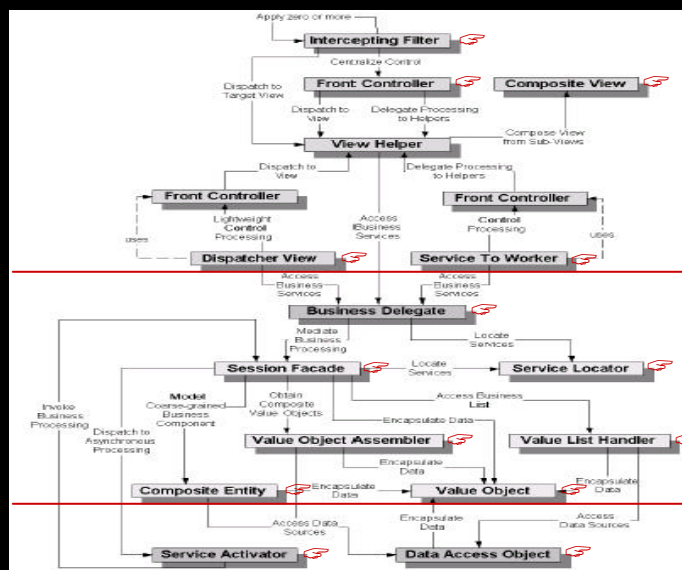 Apply zero or more
Intercepting Filter
Centralize Control
Dispatch to
Target View
Front Controller
Composite View
Dispatch to
View
Delegate Processing
to Helpers
View Helper
Compose View
from Sub-Views
Dispatch to
View
Delegate Processing
to Helpers
Front Controller
Front Controller
Lightweight
Control
Processing
Access
Business
Services
Control
Processing
uses
uses
Dispatcher View
Service To Worker
Access
Business
Services
Access
Business
Services
Business Delegate
Mediate
Business
Processing
Locate
Services
Session Facade
Locate
Services
Service Locator
Invoke
Business
Processing
Dispatch to
Asynchronous
Processing
Model
Coarse-grained
Business
Component
Obtain
Composite
Value Objects
Access Business
List
Encapsulate Data
Value Object Assembler
Value List Handler
Encapsulate
Data
Encapsulate
Data
Composite Entity
Encapsulate
Data
Value Object
Access Data
Sources
Encapsulate
Data
Access
Data Sources
Service Activator
Data Access Object